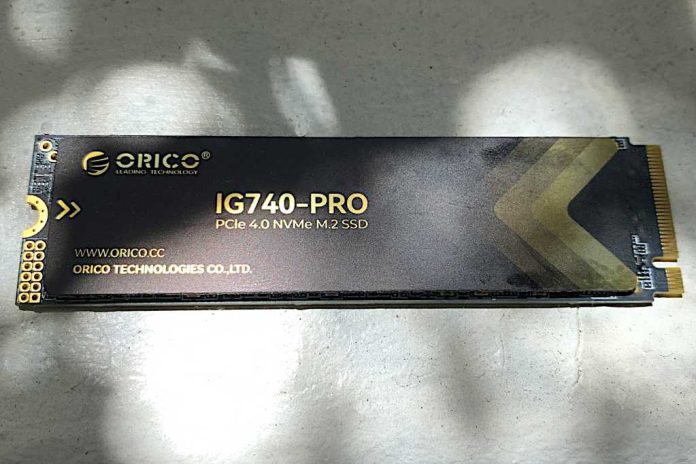 ORICO®
LEADING TECHNOLOGY
IG740-PRO
PCIe 4.0 NVMe M.2 SSD
WWW.ORICO.CC
ORICO TECHNOLOGIES CO.,LTD.